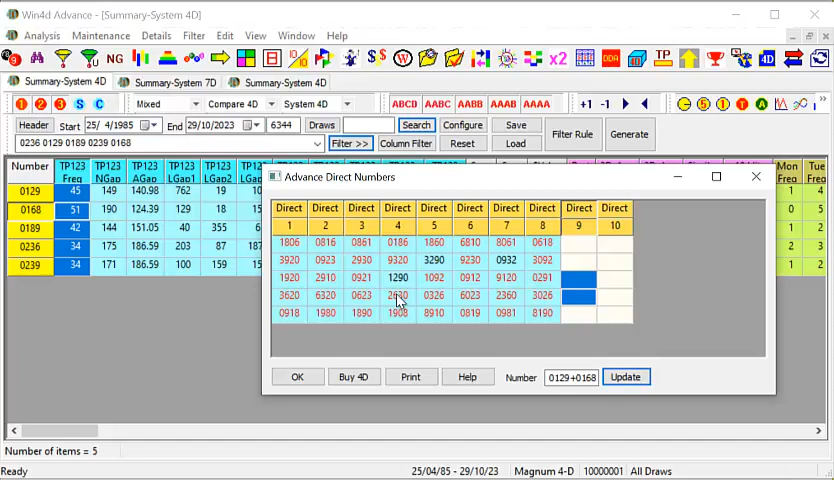 Win4d Advance - [Summary-System 4D]
Analysis Maintenance Details Filter Edit View Window Help
NG TP DDA 4D x2 $$ W B 10/10
Summary-System 4D Summary-System 7D Summary-System 4D
1 2 3 S C Mixed Compare 4D System 4D ABCD AABC AABB AAAB AAAA +1 -1 5 1 T A »
Header Start 25/ 4/1985 End 29/10/2023 6344 Draws Search Configure Save Filter Rule Generate
0236 0129 0189 0239 0168 Filter >> Column Filter Reset Load
Number TP123 Freq TP123 NGap TP123 AGap TP123 LGap1 TP123 LGap2 Mon Freq Tue
0129 45 149 140.98 762 19 1 4
0168 51 190 124.39 129 18 0 5
0189 42 144 151.05 40 355 1 2
0236 34 175 186.59 203 87 2 3
0239 34 171 186.59 100 159 1 2
Advance Direct Numbers
Direct Direct Direct Direct Direct Direct Direct Direct Direct Direct
1 2 3 4 5 6 7 8 9 10
1806 0816 0861 0186 1860 6810 8061 0618
3920 0923 2930 9320 3290 9230 0932 3092
1920 2910 0921 1290 1092 0912 9120 0291
3620 6320 0623 2630 0326 6023 2360 3026
0918 1980 1890 1908 8910 0819 0981 8190
OK Buy 4D Print Help Number 0129+0168 Update
Number of items = 5
Ready 25/04/85 - 29/10/23 Magnum 4-D 10000001 All Draws